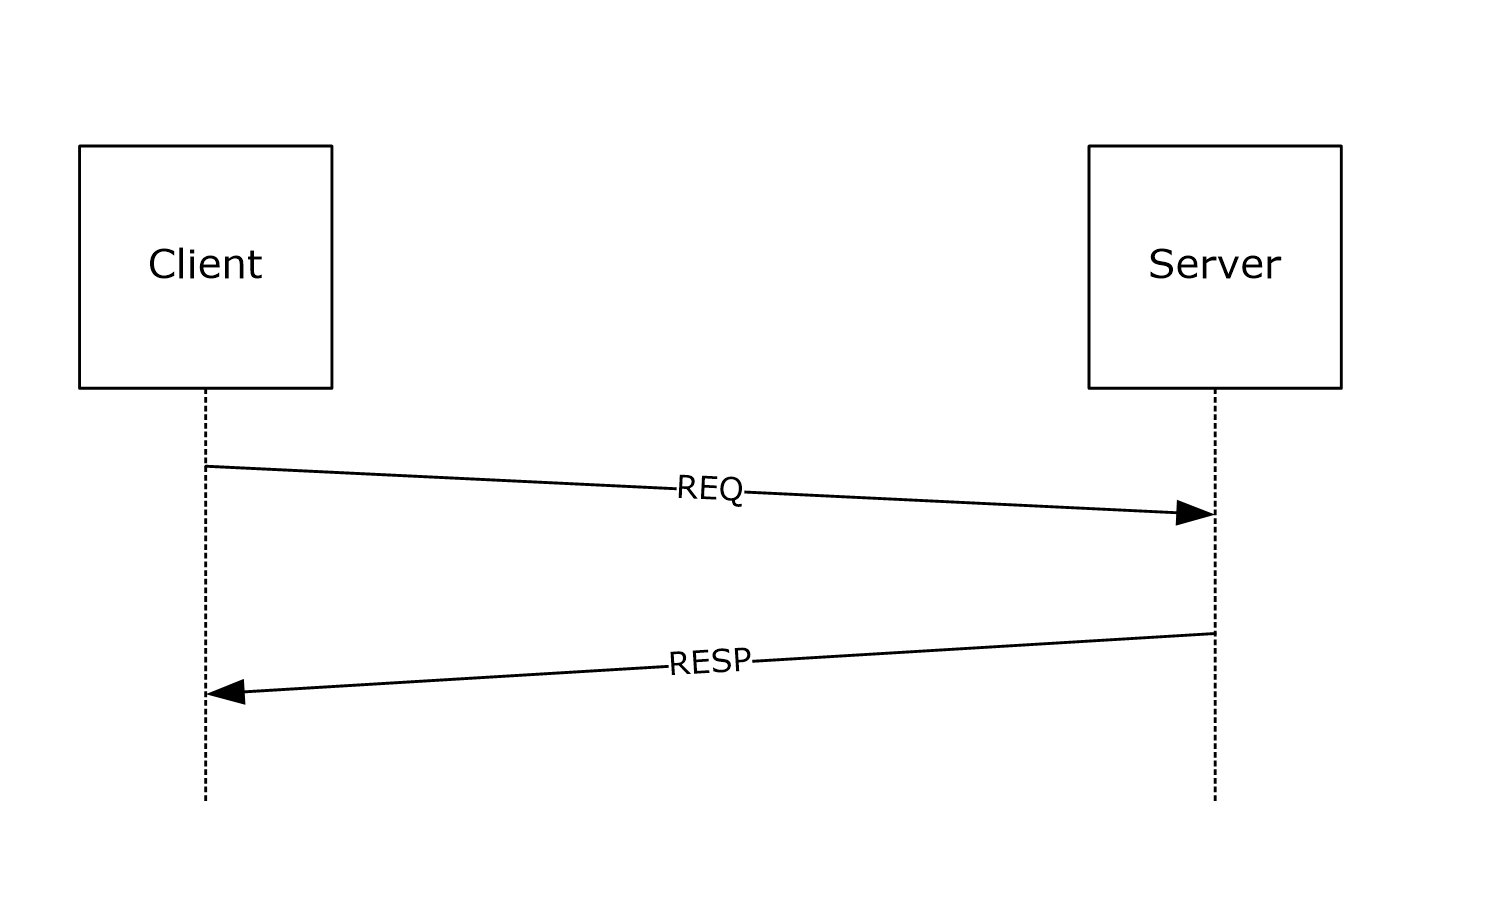 Client
Server
REQ
RESP